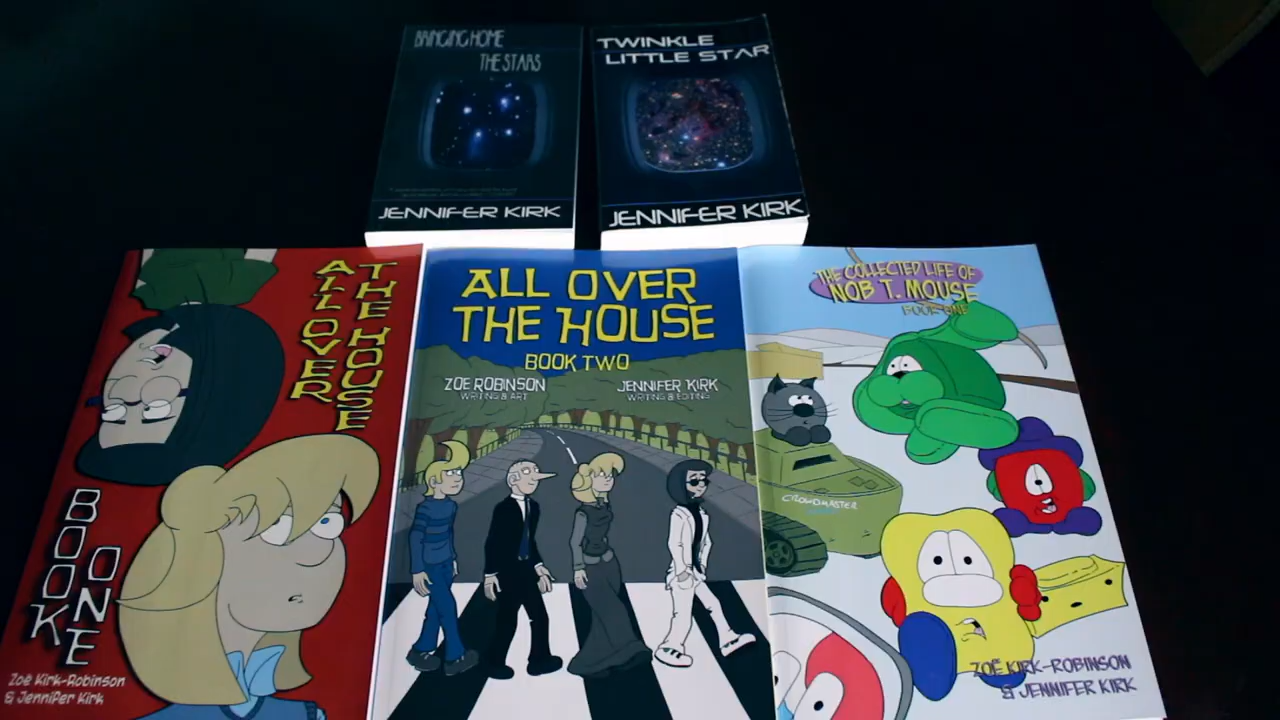 BRINGING HOME
THE STARS
JENNIFER KIRK
TWINKLE
LITTLE STAR
JENNIFER KIRK
ALL OVER
THE HOUSE
BOOK
ONE
Zoë Kirk-Robinson
& Jennifer Kirk
ALL OVER
THE HOUSE
BOOK TWO
ZOE ROBINSON
WRITING & ART
JENNIFER KIRK
WRITING & EDITING
THE COLLECTED LIFE OF
NOB T. MOUSE
FOUR-ONE
CROWDMASTER
ZOË KIRK-ROBINSON
& JENNIFER KIRK